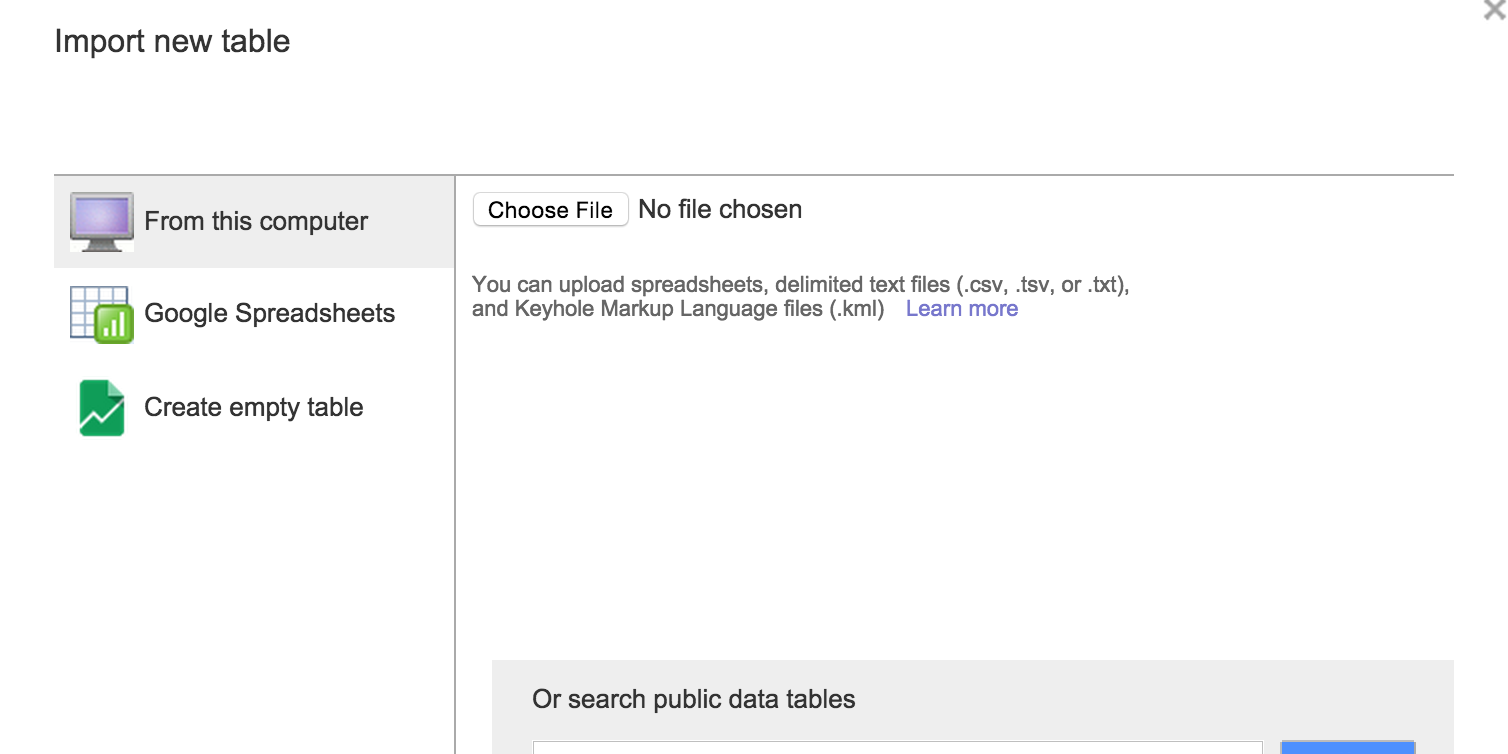 Import new table
From this computer
Google Spreadsheets
Create empty table
Choose File No file chosen
You can upload spreadsheets, delimited text files (.csv, .tsv, or .txt),
and Keyhole Markup Language files (.kml) Learn more
Or search public data tables